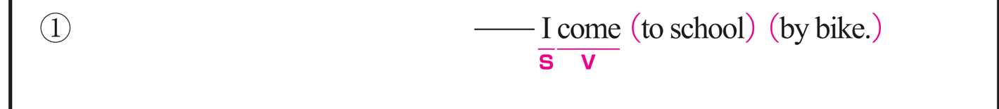 ① —— I come (to school) (by bike.)
S V